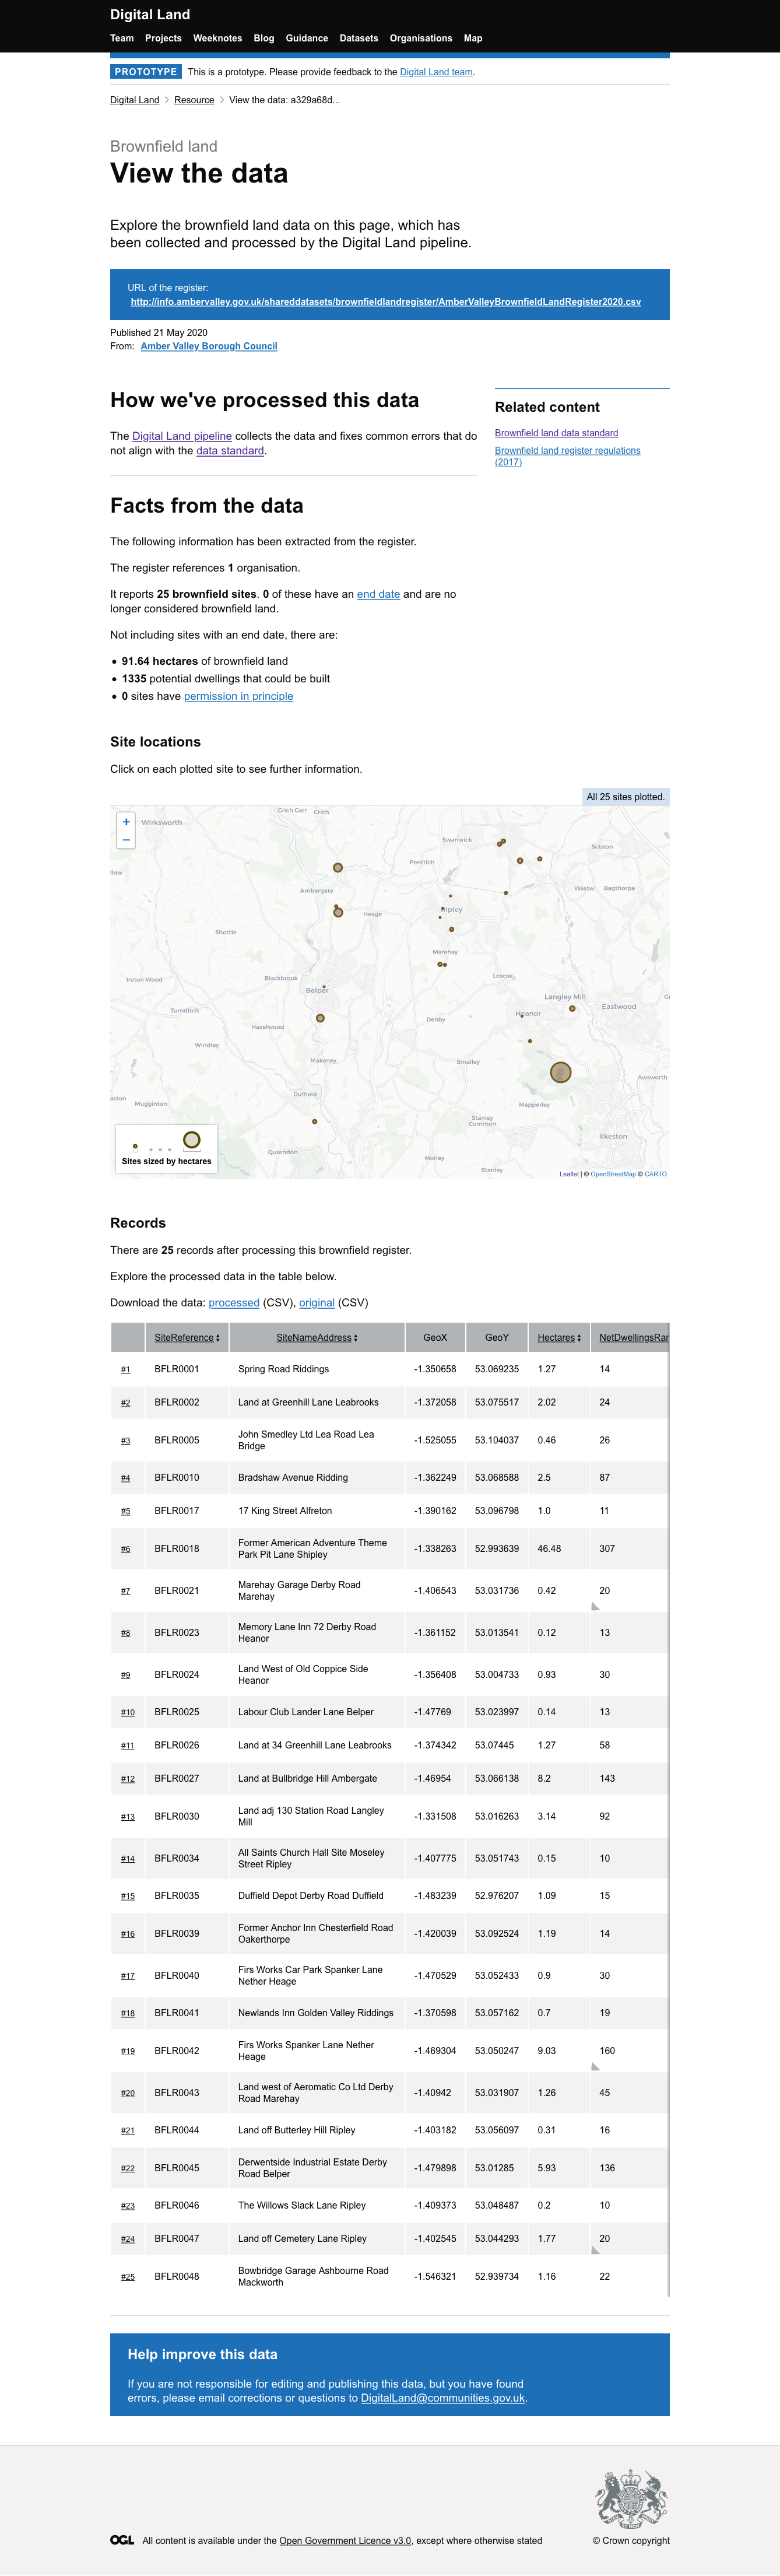 Digital Land
Team Projects Weeknotes Blog Guidance Datasets Organisations Map
PROTOTYPE This is a prototype. Please provide feedback to the Digital Land team.
Digital Land Resource View the data: a329a68d...
Brownfield land
View the data
Explore the brownfield land data on this page, which has
been collected and processed by the Digital Land pipeline.
URL of the register:
http://info.ambervalley.gov.uk/shareddatasets/brownfieldlandregister/AmberValleyBrownfieldLandRegister2020.csv
Published 21 May 2020
From: Amber Valley Borough Council
How we've processed this data
The Digital Land pipeline collects the data and fixes common errors that do
not align with the data standard.
Related content
Brownfield land data standard
Brownfield land register regulations
(2017)
Facts from the data
The following information has been extracted from the register.
The register references 1 organisation.
It reports 25 brownfield sites. 0 of these have an end date and are no
longer considered brownfield land.
Not including sites with an end date, there are:
• 91.64 hectares of brownfield land
• 1335 potential dwellings that could be built
• 0 sites have permission in principle
Site locations
Click on each plotted site to see further information.
All 25 sites plotted.
+
−
Crich Carr Crich
Wirksworth
Swanwick
Selston
Pentrich
llow
Ambergate
Westw Bagthorpe
Heage
Ripley
Shottle
Marehay
Ireton Wood
Blackbrook
Loscoe
Belper
Langley Mill
Eastwood
Gi
Turnditch
Heanor
Denby
Hazelwood
Windley
Makeney
Smalley
Awsworth
Duffield
aston
Mugginton
Mapperley
Stanley
Common
Ilkeston
Quarndon
Morley
Stanley
Sites sized by hectares
Leaflet | © OpenStreetMap © CARTO
Records
There are 25 records after processing this brownfield register.
Explore the processed data in the table below.
Download the data: processed (CSV), original (CSV)
SiteReference SiteNameAddress GeoX GeoY Hectares NetDwellingsRan
#1 BFLR0001 Spring Road Riddings -1.350658 53.069235 1.27 14
#2 BFLR0002 Land at Greenhill Lane Leabrooks -1.372058 53.075517 2.02 24
#3 BFLR0005 John Smedley Ltd Lea Road Lea
Bridge -1.525055 53.104037 0.46 26
#4 BFLR0010 Bradshaw Avenue Ridding -1.362249 53.068588 2.5 87
#5 BFLR0017 17 King Street Alfreton -1.390162 53.096798 1.0 11
#6 BFLR0018 Former American Adventure Theme
Park Pit Lane Shipley -1.338263 52.993639 46.48 307
#7 BFLR0021 Marehay Garage Derby Road
Marehay -1.406543 53.031736 0.42 20
#8 BFLR0023 Memory Lane Inn 72 Derby Road
Heanor -1.361152 53.013541 0.12 13
#9 BFLR0024 Land West of Old Coppice Side
Heanor -1.356408 53.004733 0.93 30
#10 BFLR0025 Labour Club Lander Lane Belper -1.47769 53.023997 0.14 13
#11 BFLR0026 Land at 34 Greenhill Lane Leabrooks -1.374342 53.07445 1.27 58
#12 BFLR0027 Land at Bullbridge Hill Ambergate -1.46954 53.066138 8.2 143
#13 BFLR0030 Land adj 130 Station Road Langley
Mill -1.331508 53.016263 3.14 92
#14 BFLR0034 All Saints Church Hall Site Moseley
Street Ripley -1.407775 53.051743 0.15 10
#15 BFLR0035 Duffield Depot Derby Road Duffield -1.483239 52.976207 1.09 15
#16 BFLR0039 Former Anchor Inn Chesterfield Road
Oakerthorpe -1.420039 53.092524 1.19 14
#17 BFLR0040 Firs Works Car Park Spanker Lane
Nether Heage -1.470529 53.052433 0.9 30
#18 BFLR0041 Newlands Inn Golden Valley Riddings -1.370598 53.057162 0.7 19
#19 BFLR0042 Firs Works Spanker Lane Nether
Heage -1.469304 53.050247 9.03 160
#20 BFLR0043 Land west of Aeromatic Co Ltd Derby
Road Marehay -1.40942 53.031907 1.26 45
#21 BFLR0044 Land off Butterley Hill Ripley -1.403182 53.056097 0.31 16
#22 BFLR0045 Derwentside Industrial Estate Derby
Road Belper -1.479898 53.01285 5.93 136
#23 BFLR0046 The Willows Slack Lane Ripley -1.409373 53.048487 0.2 10
#24 BFLR0047 Land off Cemetery Lane Ripley -1.402545 53.044293 1.77 20
#25 BFLR0048 Bowbridge Garage Ashbourne Road
Mackworth -1.546321 52.939734 1.16 22
Help improve this data
If you are not responsible for editing and publishing this data, but you have found
errors, please email corrections or questions to DigitalLand@communities.gov.uk.
OGL All content is available under the Open Government Licence v3.0, except where otherwise stated
© Crown copyright